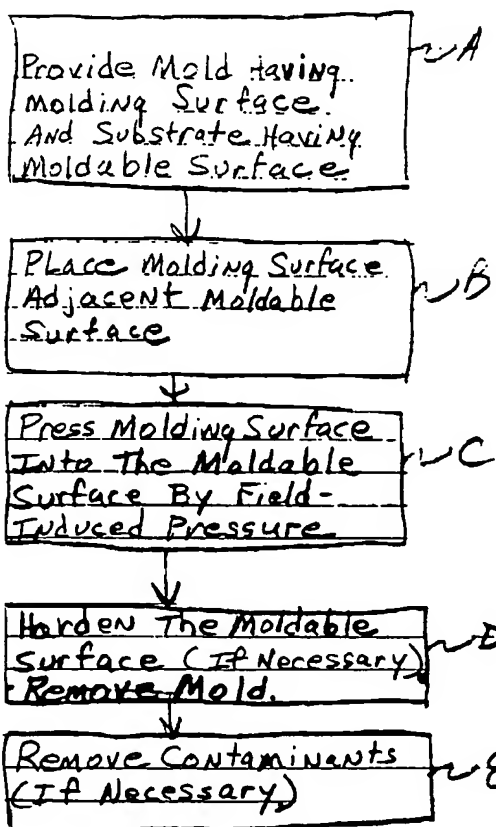 Provide Mold Having
Molding Surface
And Substrate Having
Moldable Surface
A
Place Molding Surface
Adjacent Moldable
Surface
B
Press Molding Surface
Into The Moldable
Surface By Field-
Induced Pressure
C
Harden The Moldable
Surface (If Necessary),
Remove Mold.
D
Remove Contaminants
(If Necessary)
E